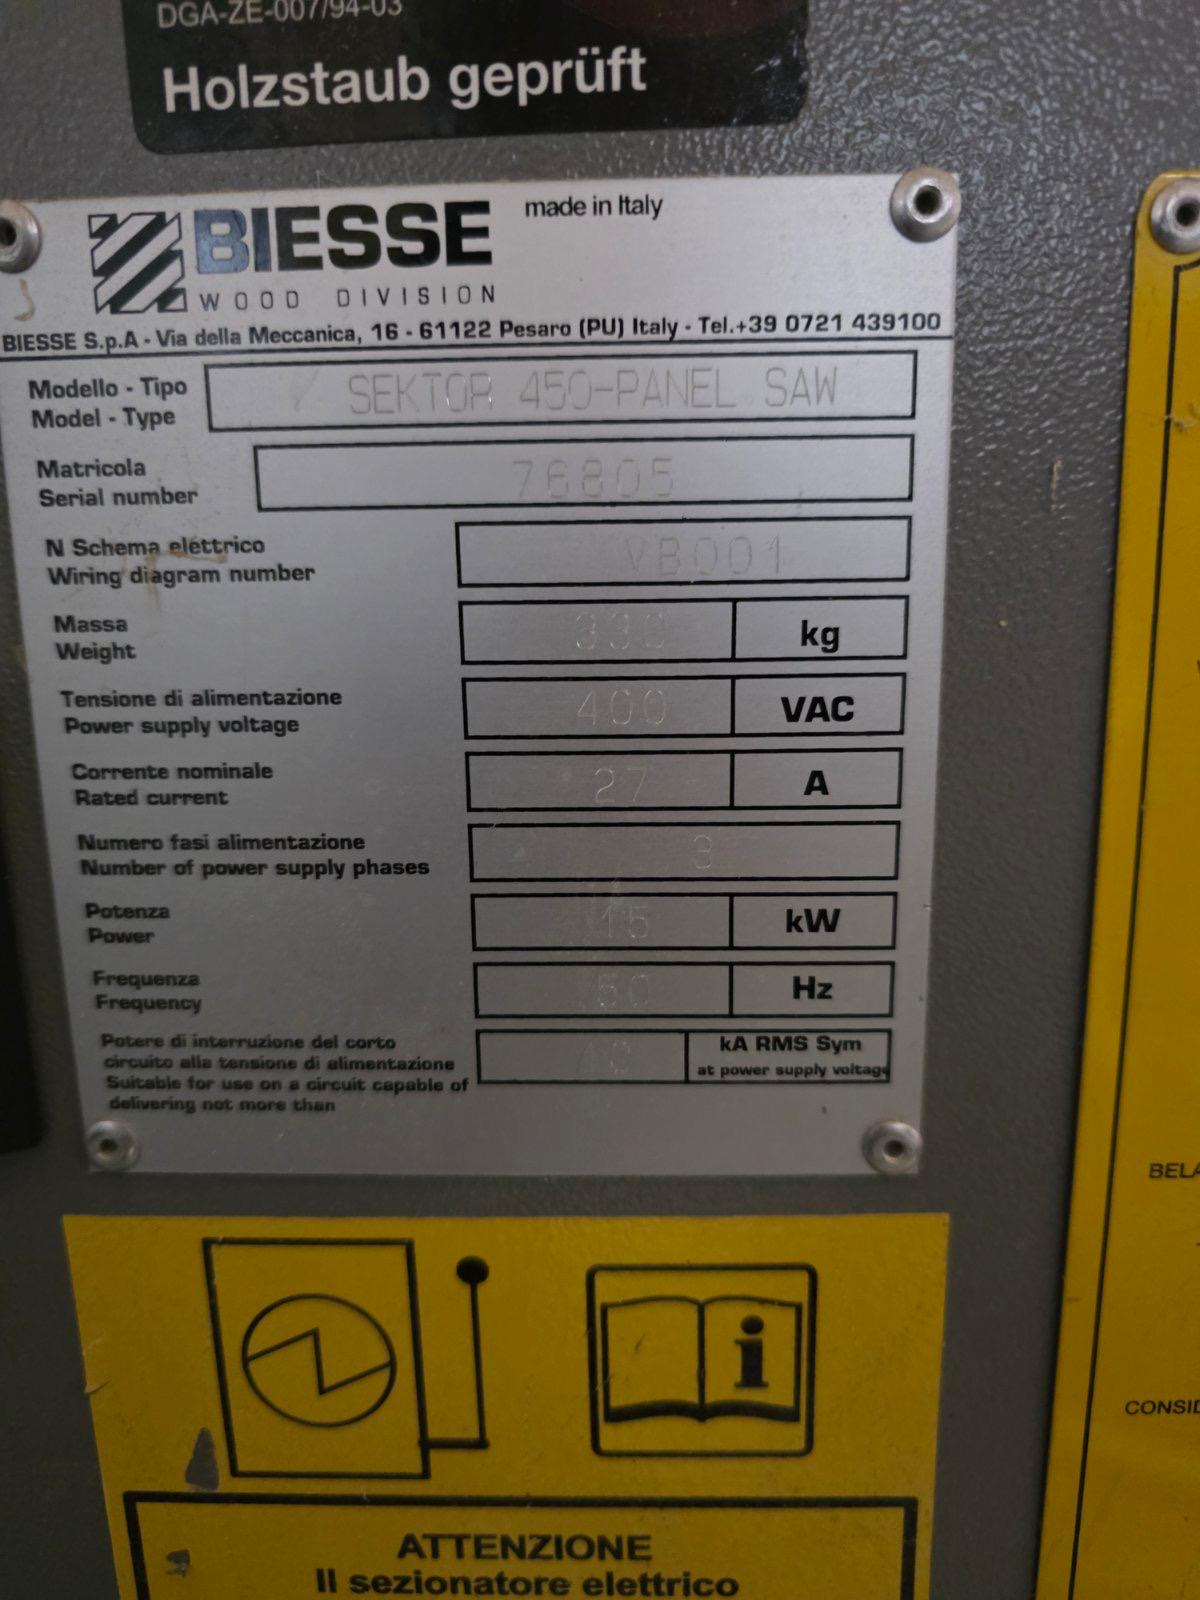 DGA-ZE-007/94-03
Holzstaub geprüft
BIESSE made in Italy
WOOD DIVISION
BIESSE S.p.A - Via della Meccanica, 16 - 61122 Pesaro (PU) Italy - Tel.+39 0721 439100
Modello - Tipo
Model - Type
SEKTOR 450-PANEL SAW
Matricola
Serial number
76805
N Schema elettrico
Wiring diagram number
VB001
Massa
Weight
kg
Tensione di alimentazione
Power supply voltage
400 VAC
Corrente nominale
Rated current
27 A
Numero fasi alimentazione
Number of power supply phases
3
Potenza
Power
15 kW
Frequenza
Frequency
Hz
Potere di interruzione del corto
circuito alla tensione di alimentazione
Suitable for use on a circuit capable of
delivering not more than
kA RMS Sym
at power supply voltage
i
ATTENZIONE
Il sezionatore elettrico